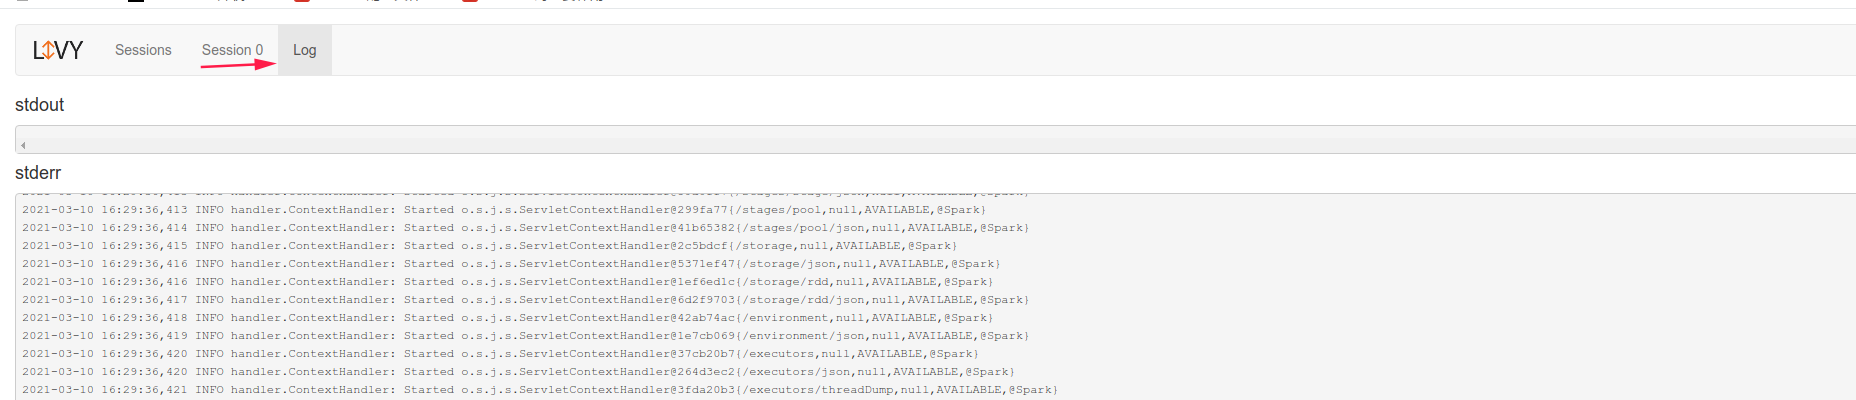 LIVY Sessions Session 0 Log
stdout
stderr
2021-03-10 16:29:36,413 INFO handler.ContextHandler: Started o.s.j.s.ServletContextHandler@299fa77{/stages/pool,null,AVAILABLE,@Spark}
2021-03-10 16:29:36,414 INFO handler.ContextHandler: Started o.s.j.s.ServletContextHandler@41b65382{/stages/pool/json,null,AVAILABLE,@Spark}
2021-03-10 16:29:36,415 INFO handler.ContextHandler: Started o.s.j.s.ServletContextHandler@2c5bdcf{/storage,null,AVAILABLE,@Spark}
2021-03-10 16:29:36,416 INFO handler.ContextHandler: Started o.s.j.s.ServletContextHandler@5371ef47{/storage/json,null,AVAILABLE,@Spark}
2021-03-10 16:29:36,416 INFO handler.ContextHandler: Started o.s.j.s.ServletContextHandler@1ef6ed1c{/storage/rdd,null,AVAILABLE,@Spark}
2021-03-10 16:29:36,417 INFO handler.ContextHandler: Started o.s.j.s.ServletContextHandler@6d2f9703{/storage/rdd/json,null,AVAILABLE,@Spark}
2021-03-10 16:29:36,418 INFO handler.ContextHandler: Started o.s.j.s.ServletContextHandler@42ab74ac{/environment,null,AVAILABLE,@Spark}
2021-03-10 16:29:36,419 INFO handler.ContextHandler: Started o.s.j.s.ServletContextHandler@1e7cb069{/environment/json,null,AVAILABLE,@Spark}
2021-03-10 16:29:36,420 INFO handler.ContextHandler: Started o.s.j.s.ServletContextHandler@37cb20b7{/executors,null,AVAILABLE,@Spark}
2021-03-10 16:29:36,420 INFO handler.ContextHandler: Started o.s.j.s.ServletContextHandler@264d3ec2{/executors/json,null,AVAILABLE,@Spark}
2021-03-10 16:29:36,421 INFO handler.ContextHandler: Started o.s.j.s.ServletContextHandler@3fda20b3{/executors/threadDump,null,AVAILABLE,@Spark}